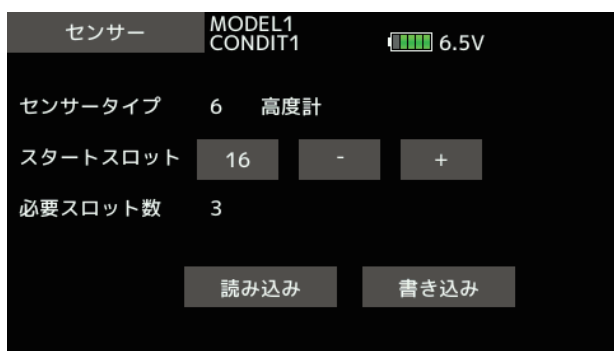 センサー
MODEL1
CONDIT1
6.5V
センサータイプ 6 高度計
スタートスロット 16 - +
必要スロット数 3
読み込み 書き込み